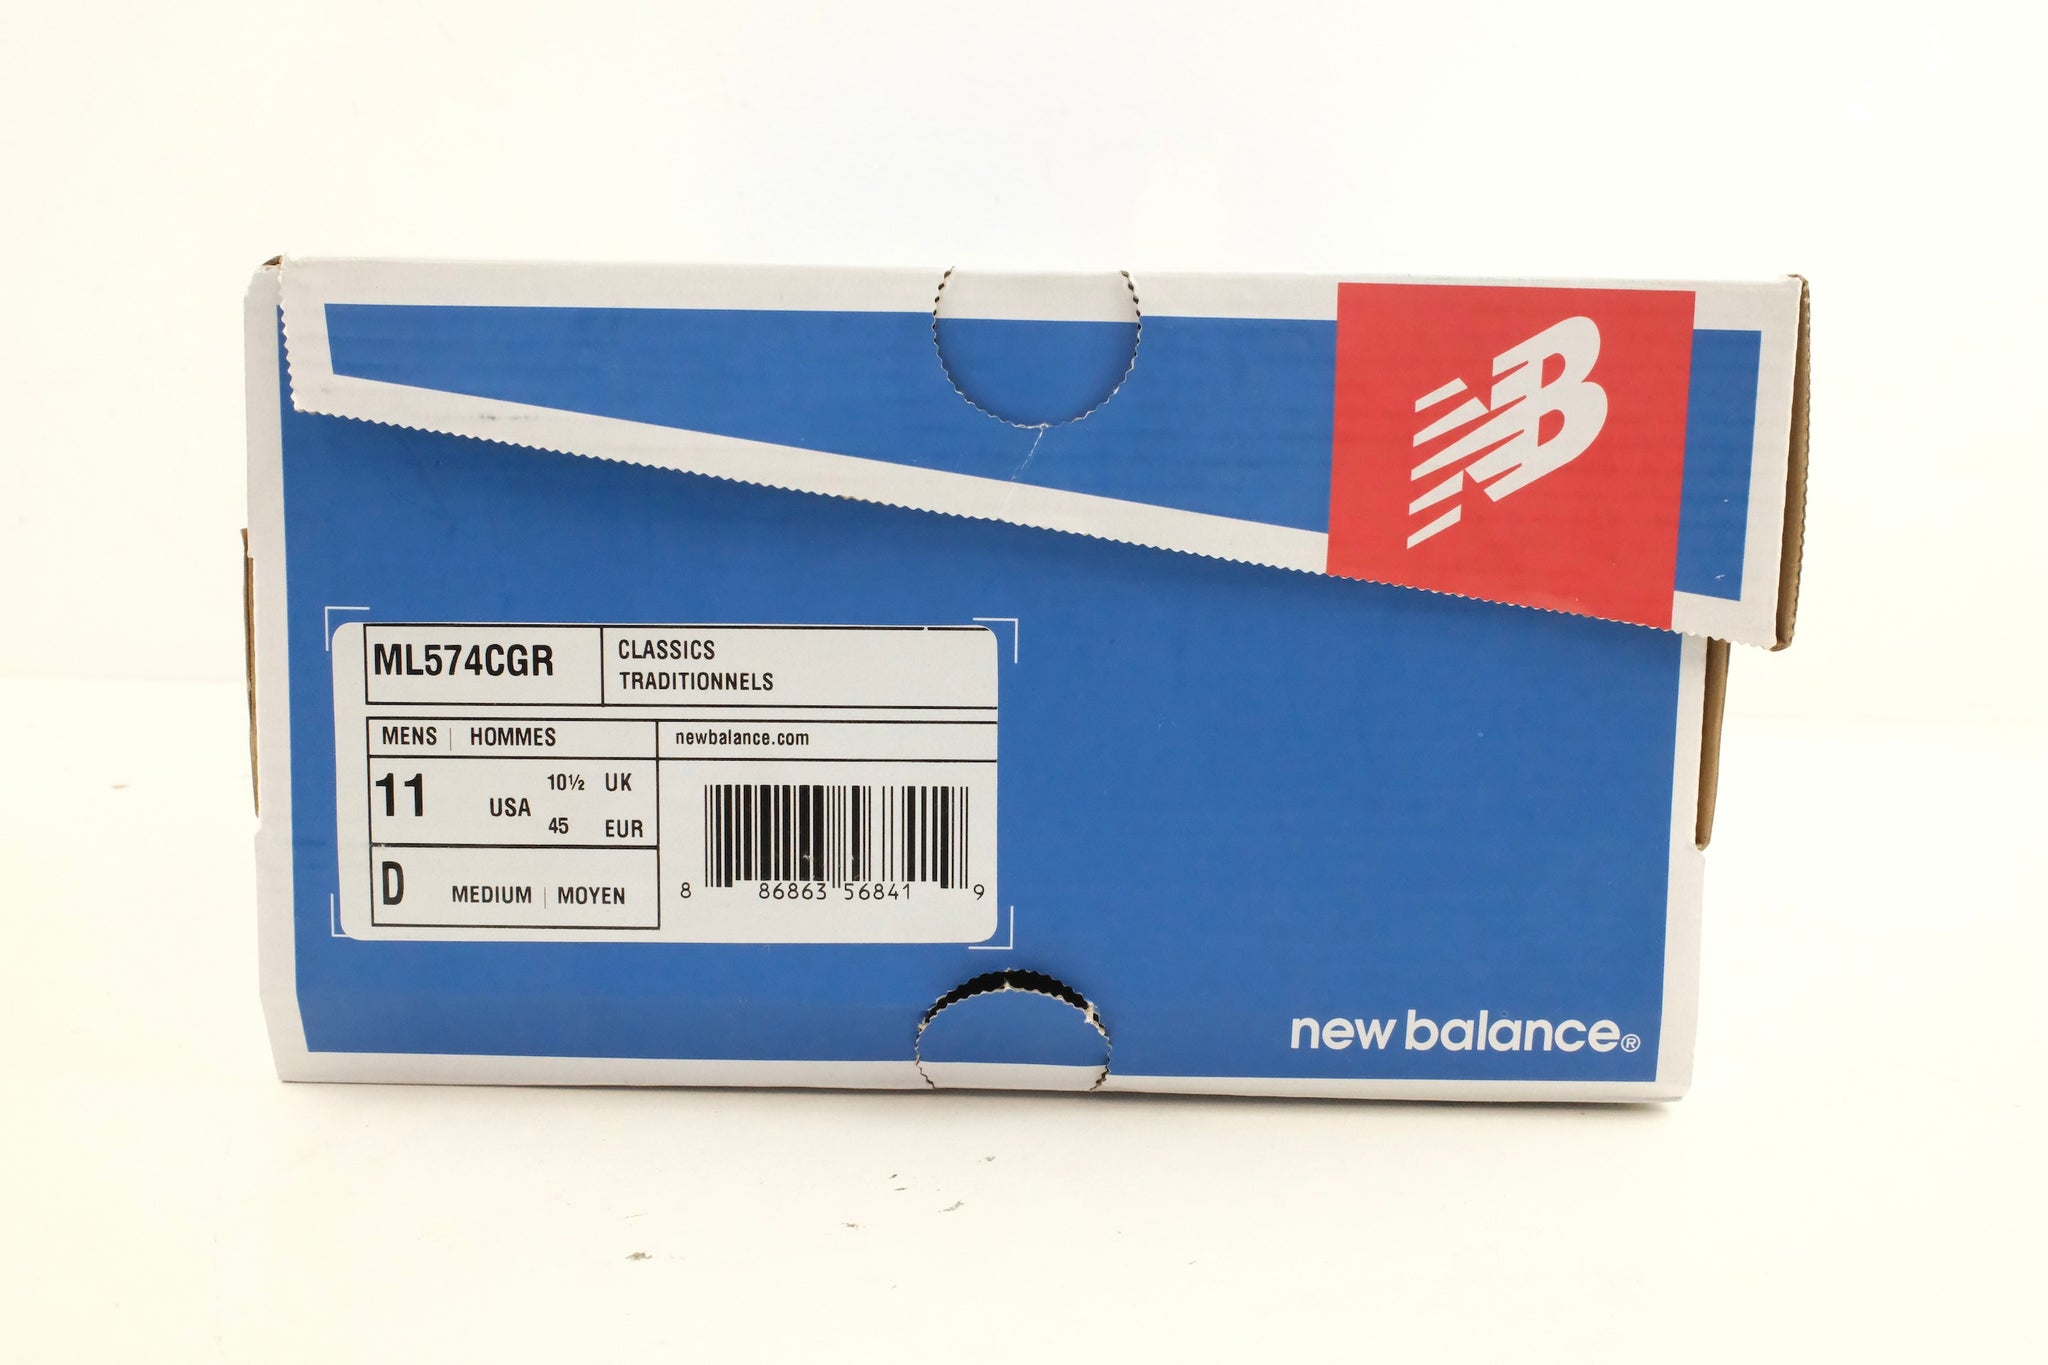 NB
ML574CGR
CLASSICS
TRADITIONNELS
MENS | HOMMES
newbalance.com
11 USA 10½ UK
45 EUR
D MEDIUM | MOYEN
8 86863 56841 9
new balance®